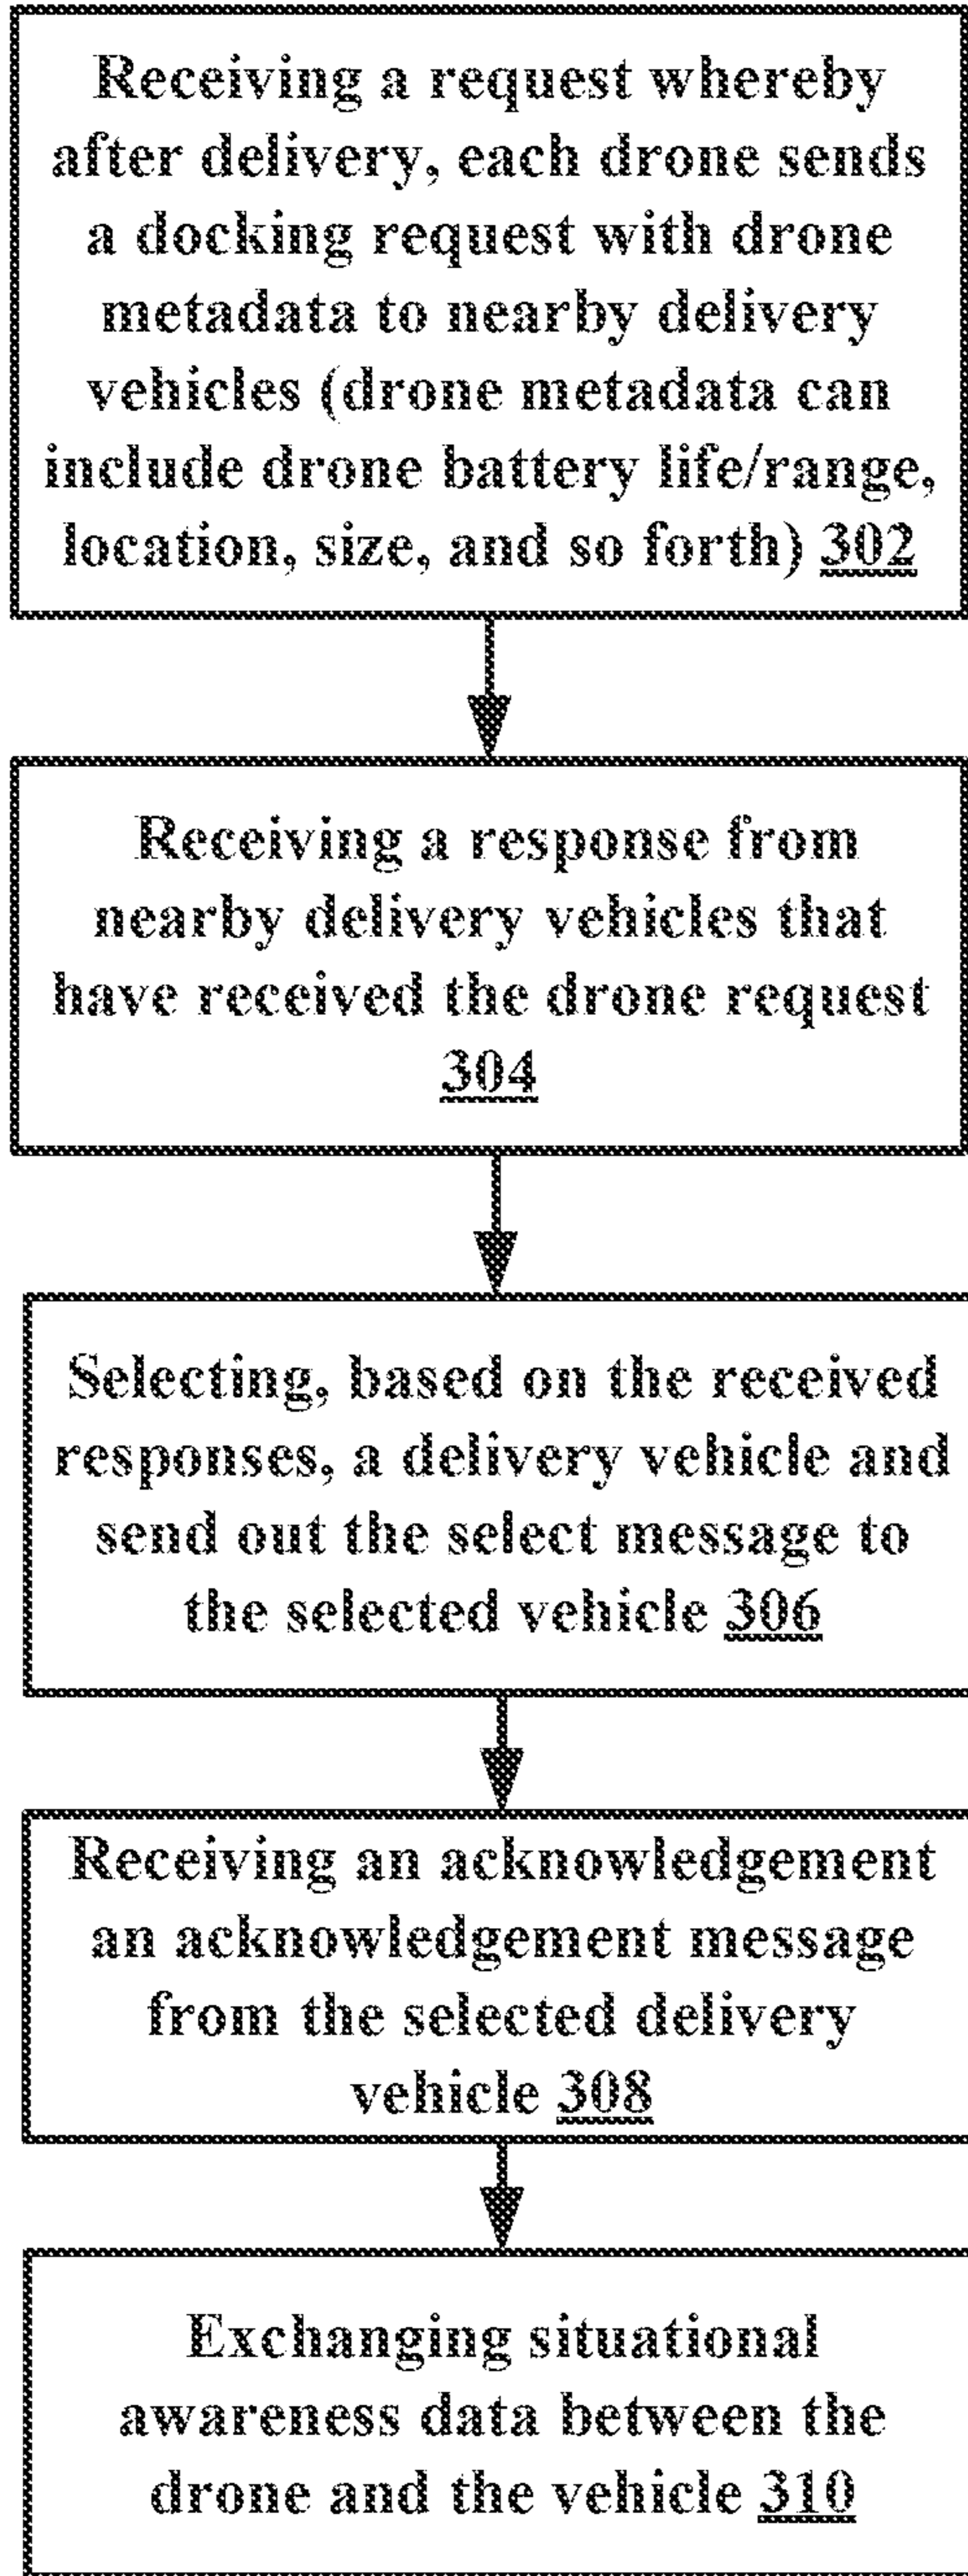 Receiving a request whereby
after delivery, each drone sends
a docking request with drone
metadata to nearby delivery
vehicles (drone metadata can
include drone battery life/range,
location, size, and so forth) 302
Receiving a response from
nearby delivery vehicles that
have received the drone request
304
Selecting, based on the received
responses, a delivery vehicle and
send out the select message to
the selected vehicle 306
Receiving an acknowledgement
an acknowledgement message
from the selected delivery
vehicle 308
Exchanging situational
awareness data between the
drone and the vehicle 310